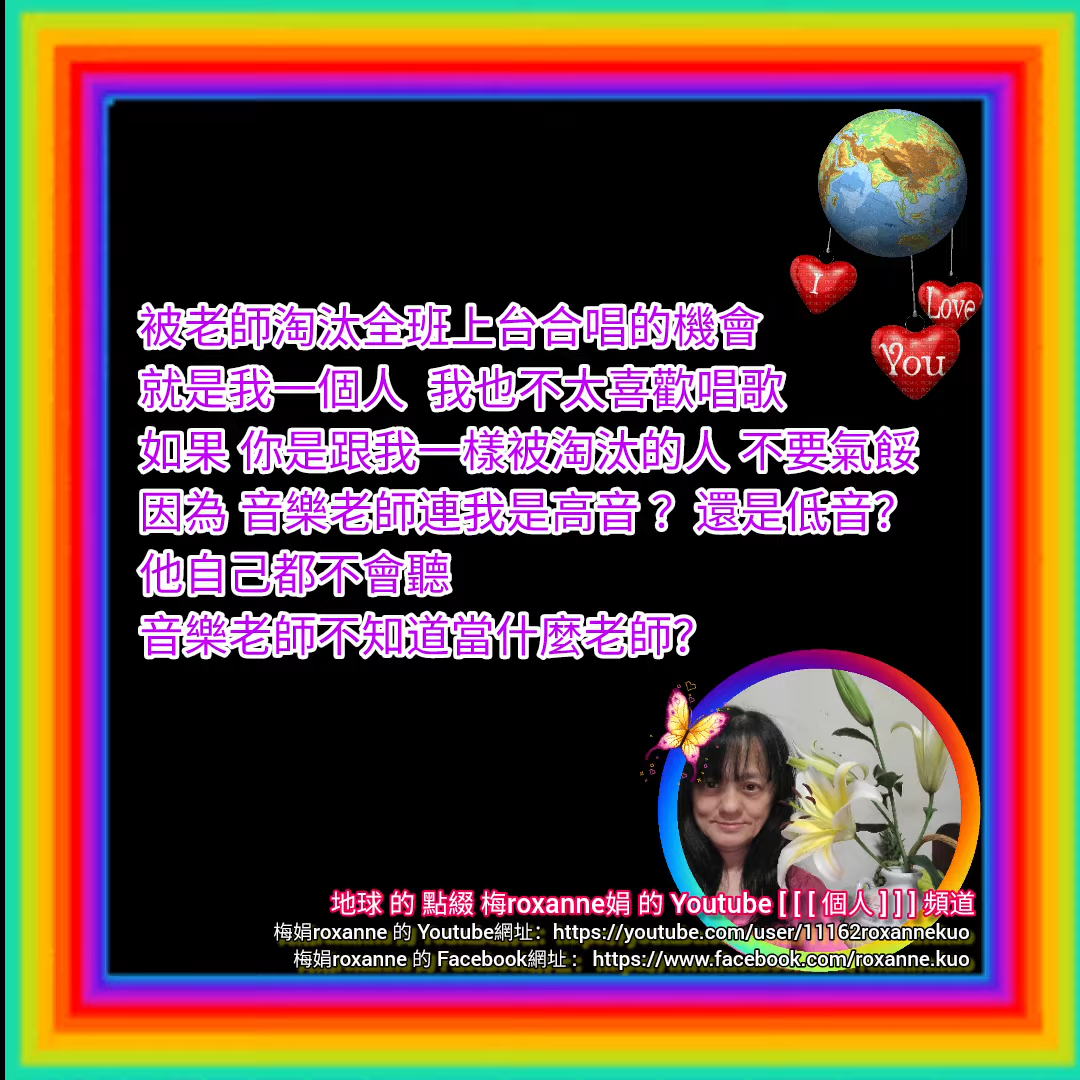 I
Love
You
被老師淘汰全班上台合唱的機會
就是我一個人 我也不太喜歡唱歌
如果 你是跟我一樣被淘汰的人 不要氣餒
因為 音樂老師連我是高音 ? 還是低音?
他自己都不會聽
音樂老師不知道當什麼老師?
地球 的 點綴 梅roxanne娟 的 Youtube [ [ [ 個人 ] ] ] 頻道
梅娟roxanne 的 Youtube網址: https://youtube.com/user/11162roxannekuo
梅娟roxanne 的 Facebook網址 : https://www.facebook.com/roxanne.kuo